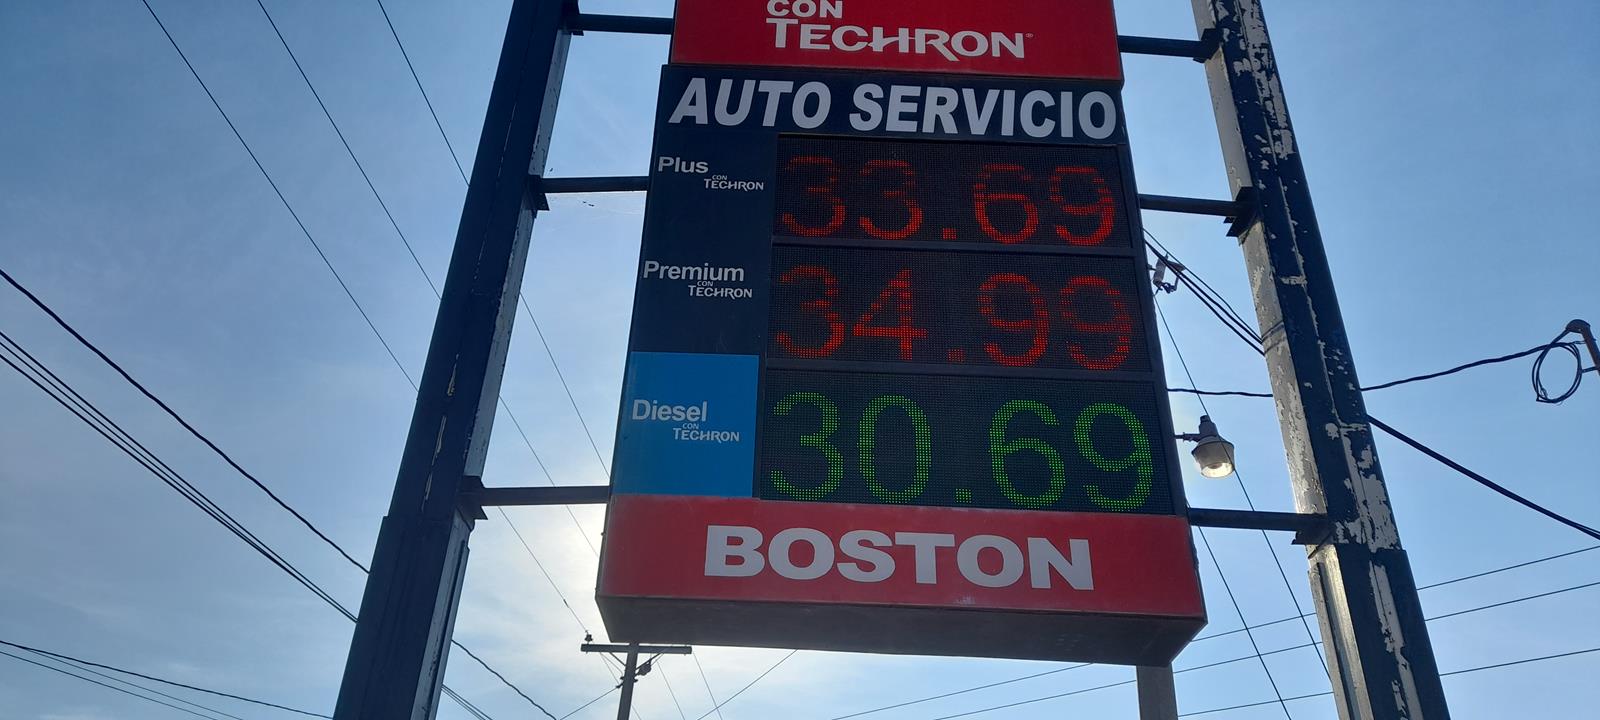 CON
TECHRON®
AUTO SERVICIO
Plus
CON
TECHRON
33.69
Premium
CON
TECHRON
34.99
Diesel
CON
TECHRON
30.69
BOSTON